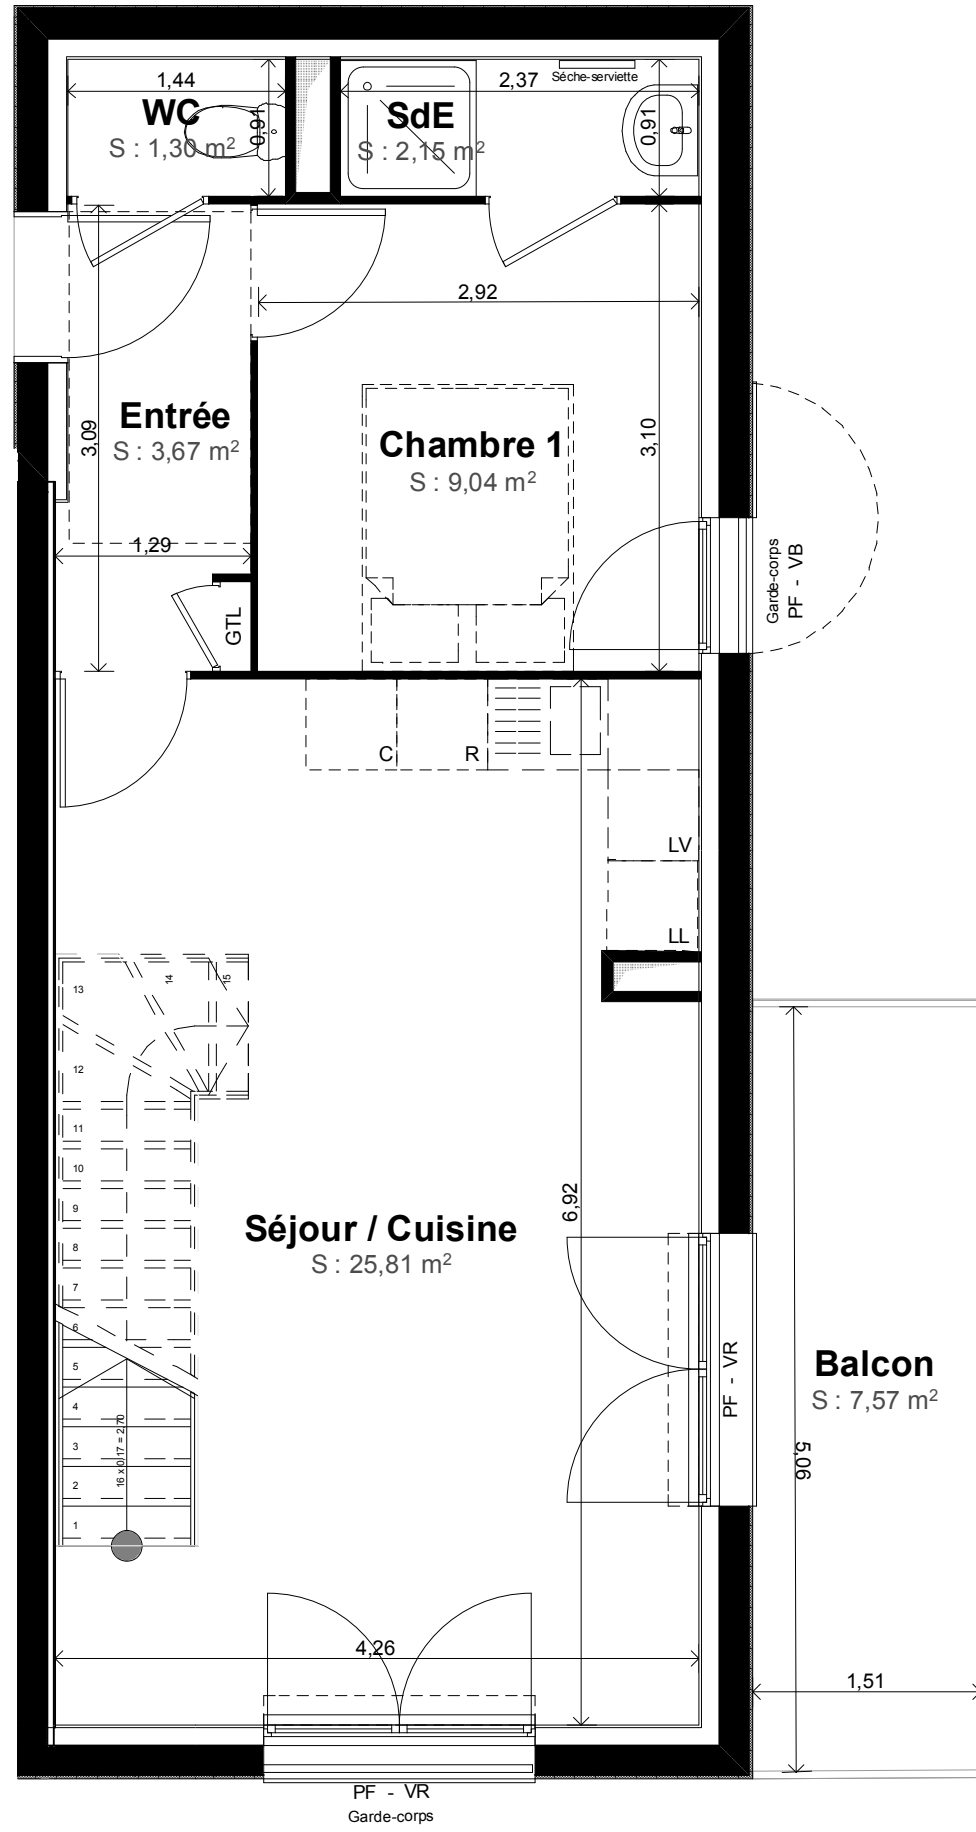 1,44
WC
0,91
S : 1,30 m²
Séche-serviette
2,37
SdE
0,91
S : 2,15 m²
2,92
3,09
Entrée
S : 3,67 m²
3,10
Chambre 1
S : 9,04 m²
1,29
GTL
Garde-corps
PF - VB
C
R
LV
LL
13
14
15
12
11
10
9
8
7
6
5
4
3
2
1
16 x 0,17 = 2,70
6,92
Séjour / Cuisine
S : 25,81 m²
PF - VR
Balcon
S : 7,57 m²
5,06
4,26
1,51
PF - VR
Garde-corps